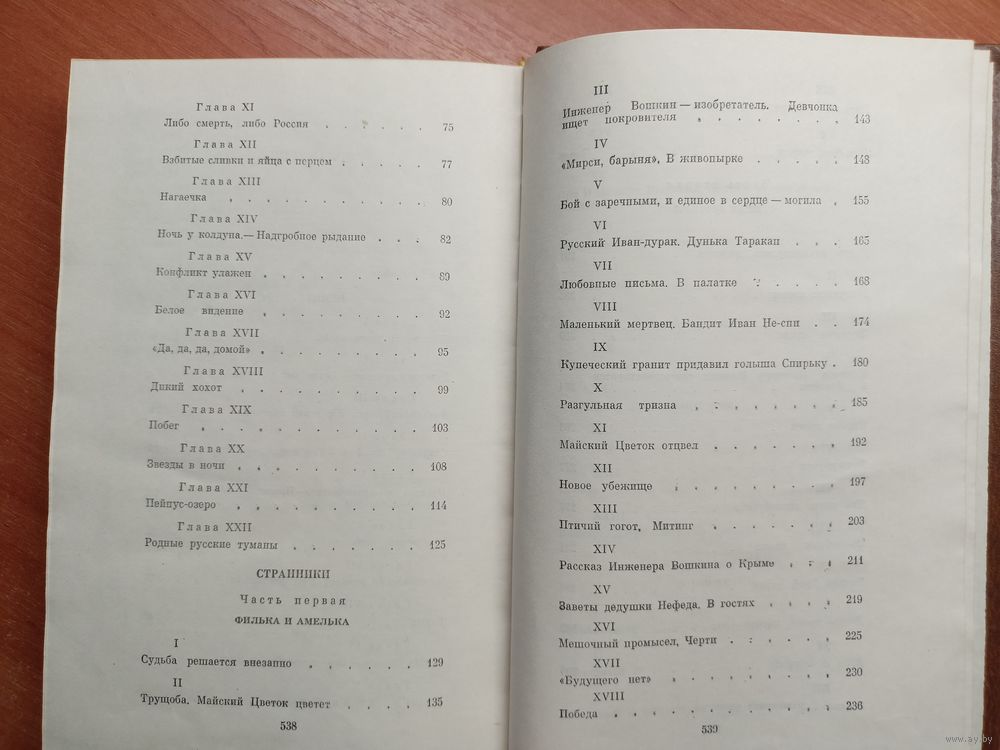 Глава XI
Либо смерть, либо Россия . . . . . . 75
Глава XII
Взбитые сливки и яйца с перцем . . . . . 77
Глава XIII
Нагаечка . . . . . . . . . . 80
Глава XIV
Ночь у колдуна.— Надгробное рыдание . . . 82
Глава XV
Конфликт улажен . . . . . . . . . 89
Глава XVI
Белое видение . . . . . . . . . 92
Глава XVII
«Да, да, да, домой» . . . . . . . . . 95
Глава XVIII
Дикий хохот . . . . . . . . . . 99
Глава XIX
Побег . . . . . . . . . . . . 103
Глава XX
Звезды в ночи . . . . . . . . . . 108
Глава XXI
Пейпус-озеро . . . . . . . . . . 114
Глава XXII
Родные русские туманы . . . . . . . 125
СТРАННИКИ
Часть первая
ФИЛЬКА И АМЕЛЬКА
I
Судьба решается внезапно . . . . . . . 129
II
Трущоба. Майский Цветок цветет . . . . 135
538
III
Инженер Вошкин — изобретатель. Девчонка
ищет покровителя . . . . . . . . 143
IV
«Мирси, барыня». В живопырке . . . . . 148
V
Бой с заречными, и единое в сердце — могила . 155
VI
Русский Иван-дурак. Дунька Таракан . . . 165
VII
Любовные письма. В палатке . . . . . 168
VIII
Маленький мертвец. Бандит Иван Не-спи . . 174
IX
Купеческий гранит придавил голыша Спирьку . 180
X
Разгульная тризна . . . . . . . . 185
XI
Майский Цветок отцвел . . . . . . 192
XII
Новое убежище . . . . . . . . 197
XIII
Птичий гогот, Митинг . . . . . . . 203
XIV
Рассказ Инженера Вошкина о Крыме . . . . 211
XV
Заветы дедушки Нефеда. В гостях . . . . . 219
XVI
Мешочный промысел, Черти . . . . . . 225
XVII
«Будущего нет» . . . . . . . . . 230
XVIII
Победа . . . . . . . . . . . 236
539
www.ay.by